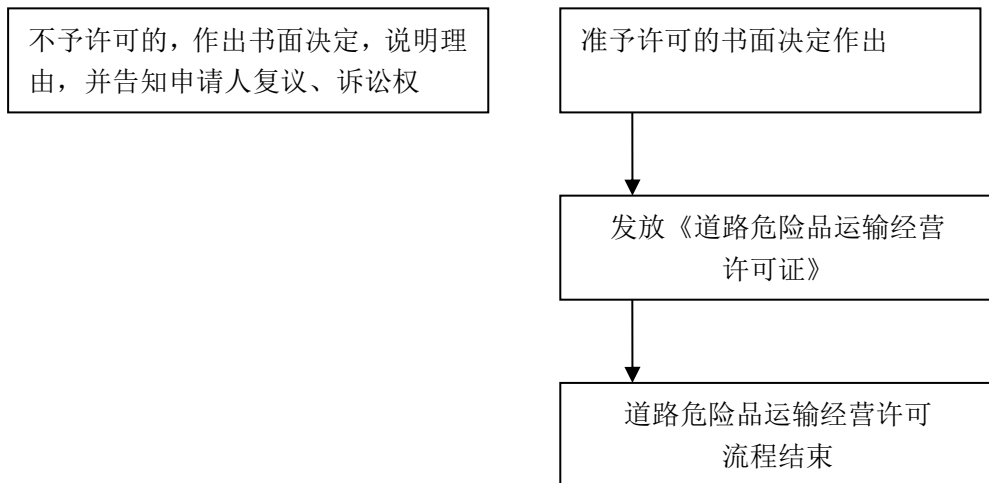 不予许可的，作出书面决定，说明理
由，并告知申请人复议、诉讼权
准予许可的书面决定作出
发放《道路危险品运输经营
许可证》
道路危险品运输经营许可
流程结束